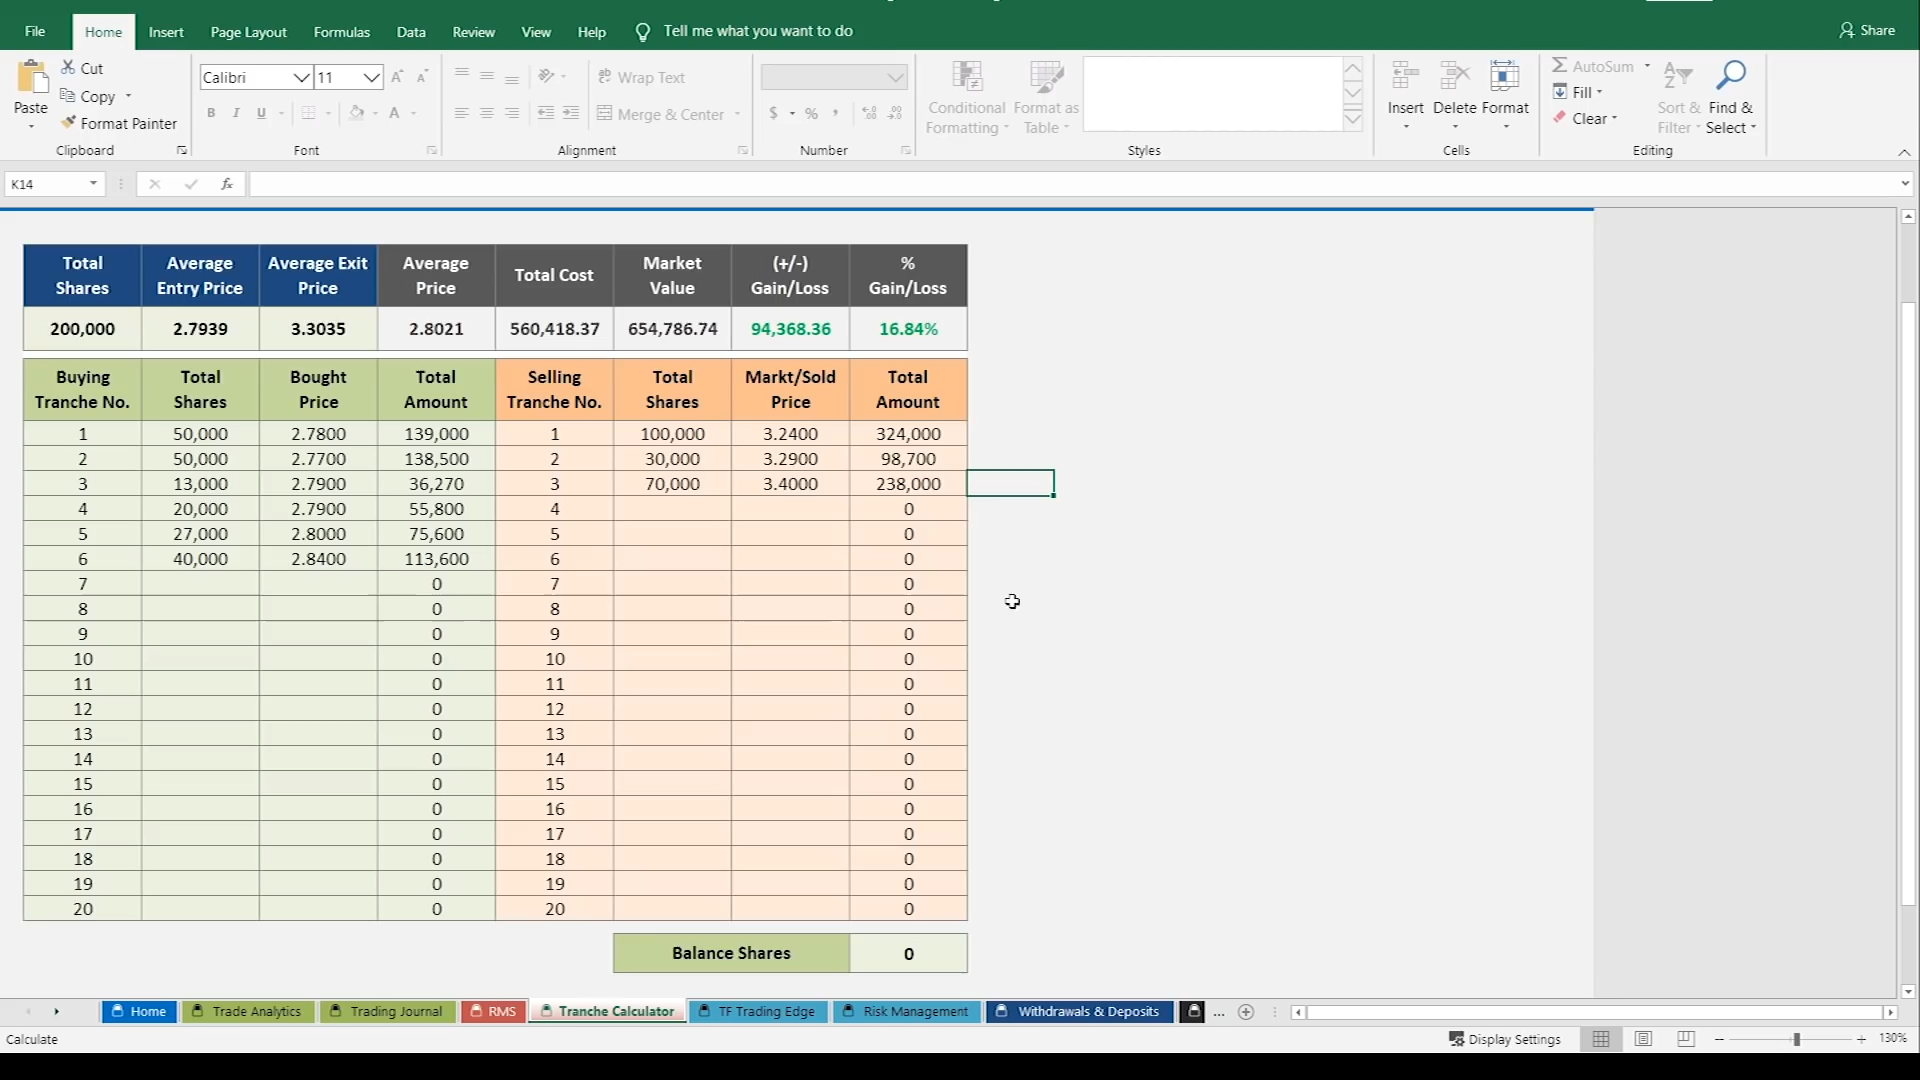 File Home Insert Page Layout Formulas Data Review View Help Tell me what you want to do Share
Paste
Cut
Copy
Format Painter
Clipboard
Calibri 11
B I U
Font
Wrap Text
Merge & Center
Alignment
$ % ,
Number
Conditional Formatting
Format as Table
Styles
Insert Delete Format
Cells
AutoSum
Fill
Clear
Sort & Filter
Find & Select
Editing
K14 fx
Total Shares | Average Entry Price | Average Exit Price | Average Price | Total Cost | Market Value | (+/-) Gain/Loss | % Gain/Loss
200,000 2.7939 3.3035 2.8021 560,418.37 654,786.74 94,368.36 16.84%
Buying Tranche No. | Total Shares | Bought Price | Total Amount | Selling Tranche No. | Total Shares | Markt/Sold Price | Total Amount
1 50,000 2.7800 139,000 1 100,000 3.2400 324,000
2 50,000 2.7700 138,500 2 30,000 3.2900 98,700
3 13,000 2.7900 36,270 3 70,000 3.4000 238,000
4 20,000 2.7900 55,800 4 0
5 27,000 2.8000 75,600 5 0
6 40,000 2.8400 113,600 6 0
7 0 7 0
8 0 8 0
9 0 9 0
10 0 10 0
11 0 11 0
12 0 12 0
13 0 13 0
14 0 14 0
15 0 15 0
16 0 16 0
17 0 17 0
18 0 18 0
19 0 19 0
20 0 20 0
Balance Shares 0
Home Trade Analytics Trading Journal RMS Tranche Calculator TF Trading Edge Risk Management Withdrawals & Deposits ...
Calculate Display Settings 130%